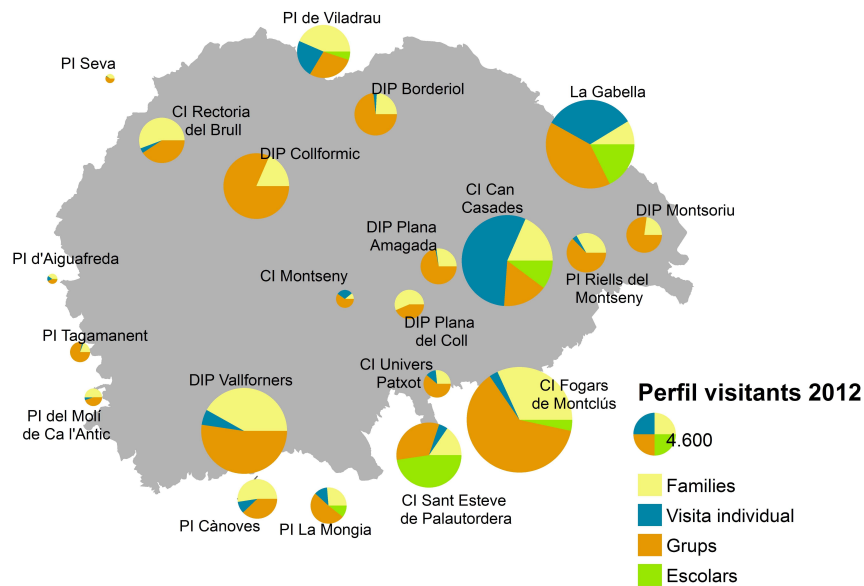 PI de Viladrau
PI Seva
DIP Borderiol
La Gabella
CI Rectoria
del Brull
DIP Collformic
CI Can
Casades
DIP Montsoriu
DIP Plana
Amagada
PI d'Aiguafreda
CI Montseny
PI Riells del
Montseny
DIP Plana
del Coll
PI Tagamanent
CI Univers
Patxot
DIP Vallforners
CI Fogars
de Montclús
PI del Molí
de Ca l'Antic
CI Sant Esteve
de Palautordera
PI Cànoves
PI La Mongia
Perfil visitants 2012
4.600
Families
Visita individual
Grups
Escolars